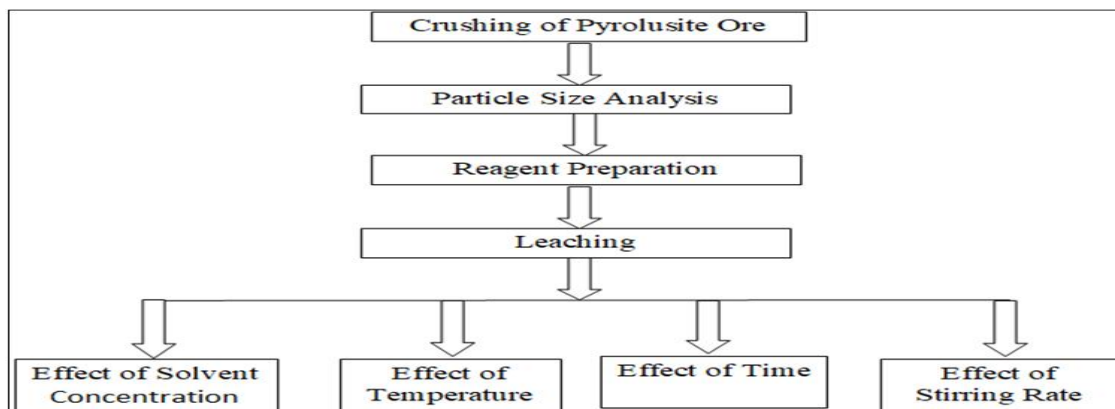 Crushing of Pyrolusite Ore
Particle Size Analysis
Reagent Preparation
Leaching
Effect of Solvent
Concentration
Effect of
Temperature
Effect of Time
Effect of
Stirring Rate